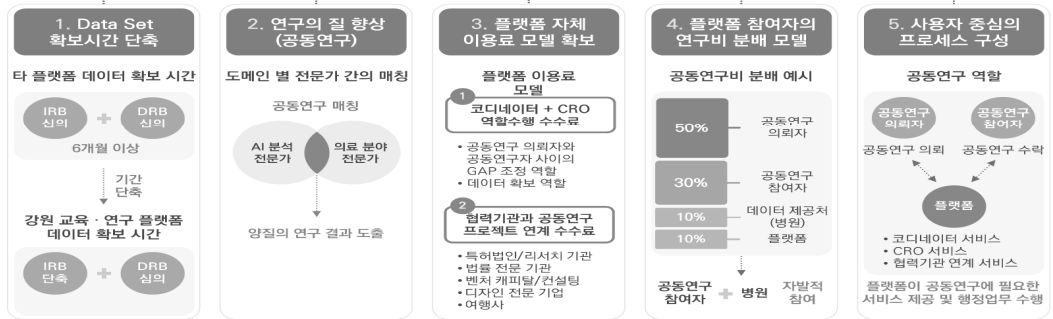 1. Data Set
확보시간 단축
타 플랫폼 데이터 확보 시간
IRB
심의
+
DRB
심의
6개월 이상
기간
단축
강원 교육 · 연구 플랫폼
데이터 확보 시간
IRB
단축
+
DRB
심의
2. 연구의 질 향상
(공동연구)
도메인 별 전문가 간의 매칭
공동연구 매칭
AI 분석
전문가
의료 분야
전문가
양질의 연구 결과 도출
3. 플랫폼 자체
이용료 모델 확보
플랫폼 이용료
모델
1
코디네이터 + CRO
역할수행 수수료
• 공동연구 의뢰자와
공동연구자 사이의
GAP 조정 역할
• 데이터 확보 역할
2
협력기관과 공동연구
프로젝트 연계 수수료
• 특허법인/리서치 기관
• 법률 전문 기관
• 벤처 캐피탈/컨설팅
• 디자인 전문 기업
• 여행사
4. 플랫폼 참여자의
연구비 분배 모델
공동연구비 분배 예시
50%
공동연구
의뢰자
30%
공동연구
참여자
10%
데이터 제공처
(병원)
10%
플랫폼
공동연구
참여자
+
병원
자발적
참여
5. 사용자 중심의
프로세스 구성
공동연구 역할
공동연구
의뢰자
공동연구
참여자
공동연구 의뢰
공동연구 수락
플랫폼
• 코디네이터 서비스
• CRO 서비스
• 협력기관 연계 서비스
플랫폼이 공동연구에 필요한
서비스 제공 및 행정업무 수행